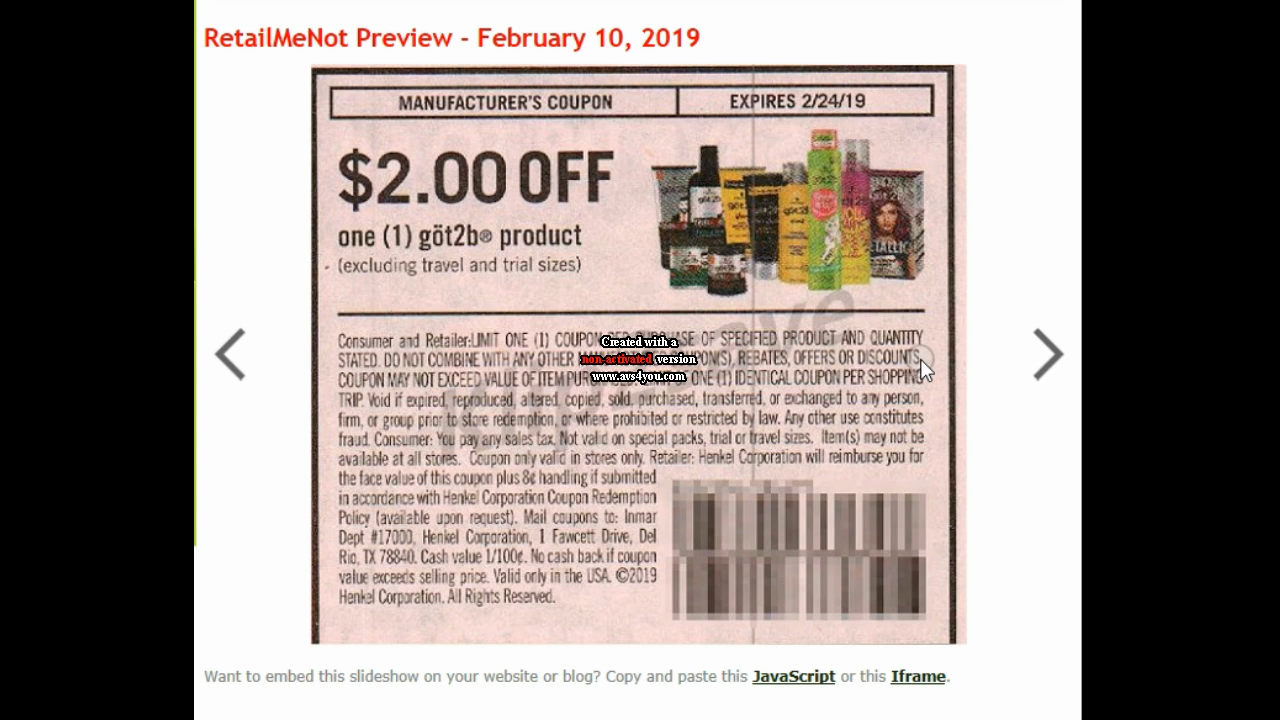 RetailMeNot Preview - February 10, 2019
MANUFACTURER'S COUPON
EXPIRES 2/24/19
$2.00 OFF
one (1) göt2b® product
(excluding travel and trial sizes)
Consumer and Retailer:LIMIT ONE (1) COUPON PER PURCHASE OF SPECIFIED PRODUCT AND QUANTITY
STATED. DO NOT COMBINE WITH ANY OTHER REBATES, OFFERS OR DISCOUNTS.
COUPON MAY NOT EXCEED VALUE OF ITEM ONE (1) IDENTICAL COUPON PER SHOPPING
TRIP. Void if expired, reproduced, altered, copied, sold, purchased, transferred, or exchanged to any person,
firm, or group prior to store redemption, or where prohibited or restricted by law. Any other use constitutes
fraud. Consumer: You pay any sales tax. Not valid on special packs, trial or travel sizes. Item(s) may not be
available at all stores. Coupon only valid in stores only. Retailer: Henkel Corporation will reimburse you for
the face value of this coupon plus 8¢ handling if submitted
in accordance with Henkel Corporation Coupon Redemption
Policy (available upon request). Mail coupons to: Inmar
Dept #17000, Henkel Corporation, 1 Fawcett Drive, Del
Rio, TX 78840. Cash value 1/100¢. No cash back if coupon
value exceeds selling price. Valid only in the USA. ©2019
Henkel Corporation. All Rights Reserved.
Created with a
non-activated version
www.avs4you.com
Want to embed this slideshow on your website or blog? Copy and paste this JavaScript or this Iframe.